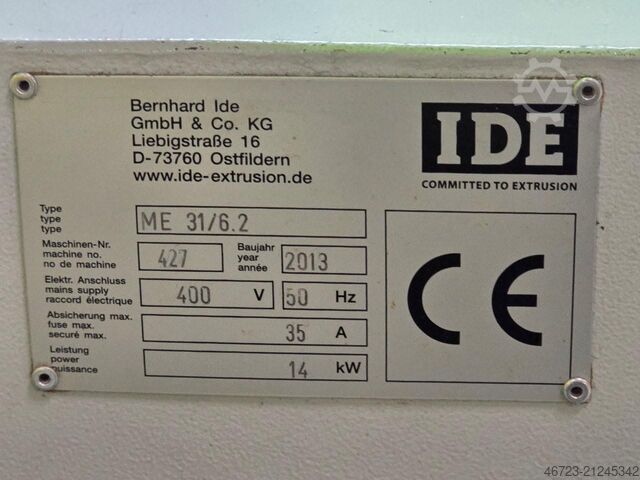 Bernhard Ide
GmbH & Co. KG
Liebigstraße 16
D-73760 Ostfildern
www.ide-extrusion.de
IDE
COMMITTED TO EXTRUSION
Type
type
type
ME 31/6.2
Maschinen-Nr.
machine no.
no de machine
427
Baujahr
year
année
2013
Elektr. Anschluss
mains supply
raccord électrique
400 V
50 Hz
Absicherung max.
fuse max.
securé max.
35 A
Leistung
power
puissance
14 kW
CE
46723-21245342